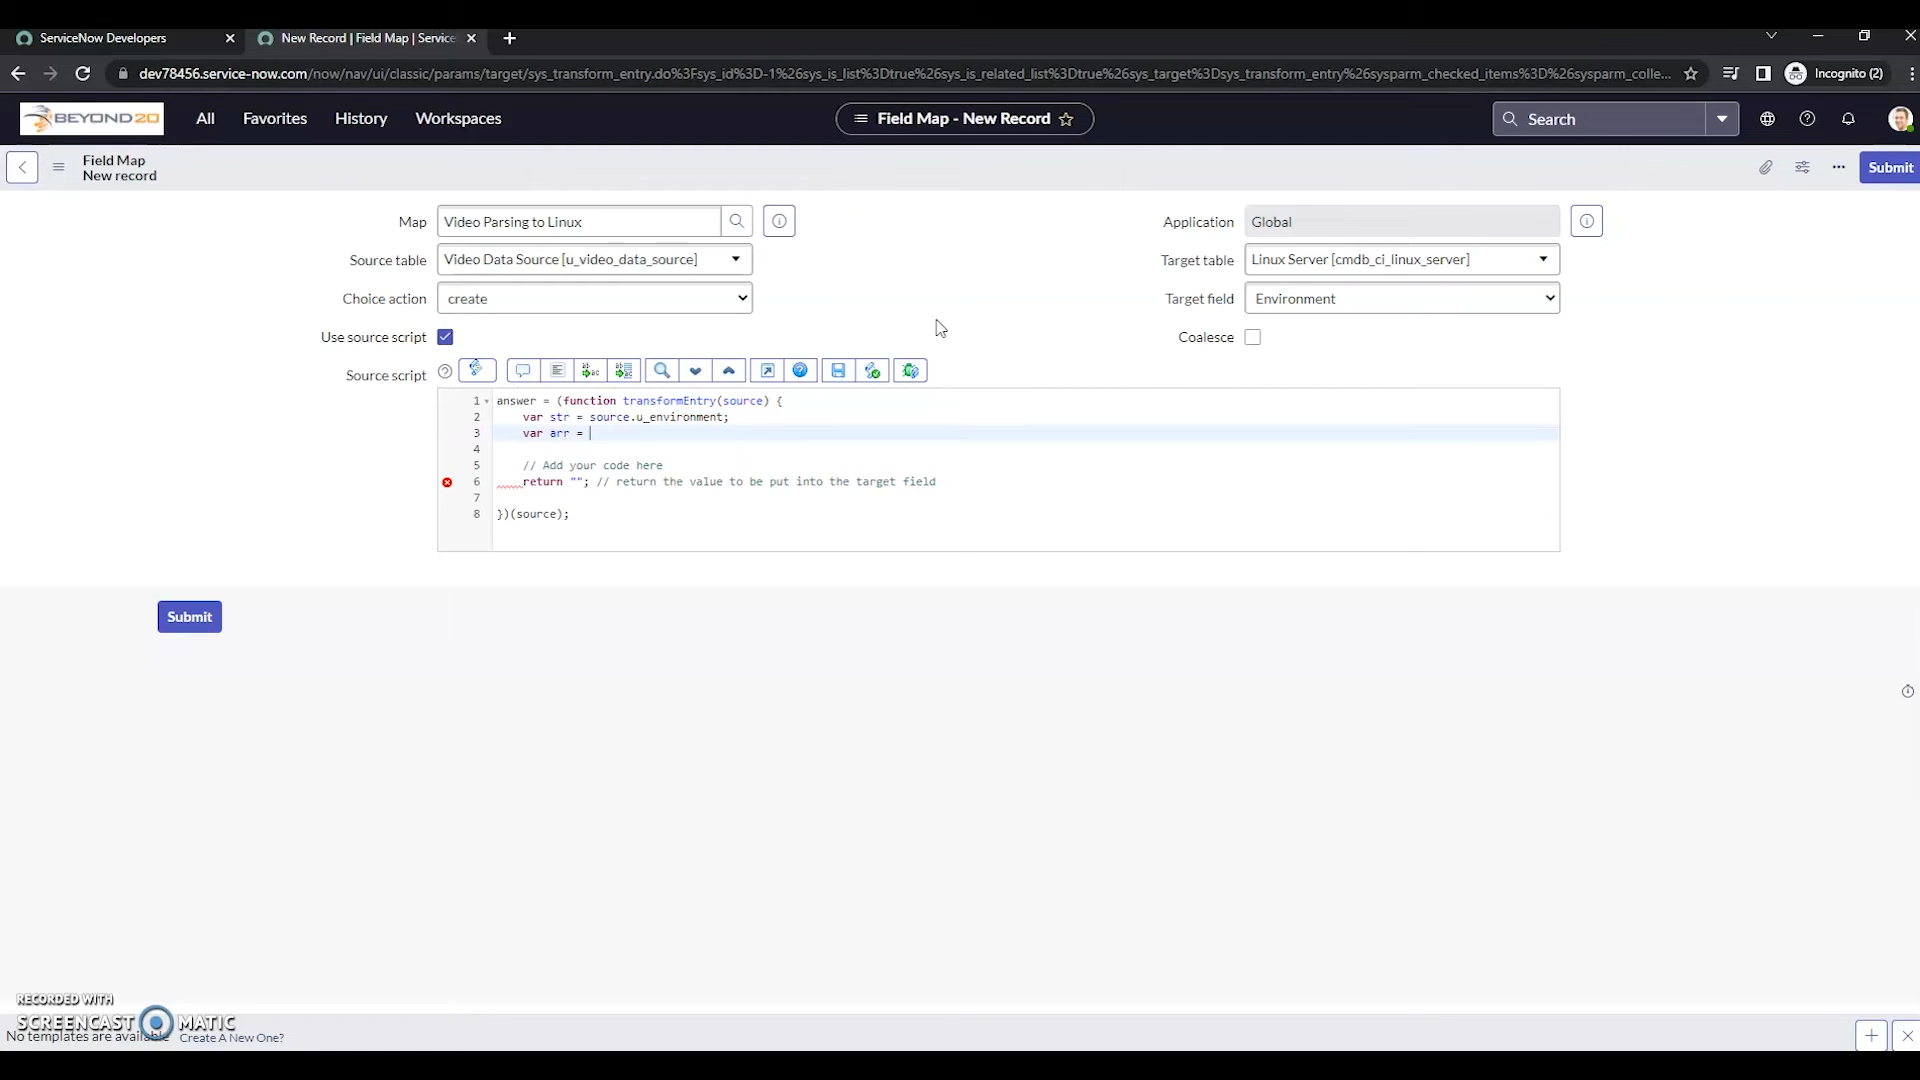 ServiceNow Developers
New Record | Field Map | Service
dev78456.service-now.com/now/nav/ui/classic/params/target/sys_transform_entry.do%3Fsys_id%3D-1%26sys_is_list%3Dtrue%26sys_is_related_list%3Dtrue%26sys_target%3Dsys_transform_entry%26sysparm_checked_items%3D%26sysparm_colle...
Incognito (2)
BEYOND20
All Favorites History Workspaces
Field Map - New Record
Search
Field Map
New record
Submit
Map Video Parsing to Linux
Application Global
Source table Video Data Source [u_video_data_source]
Target table Linux Server [cmdb_ci_linux_server]
Choice action create
Target field Environment
Use source script
Coalesce
Source script
1 answer = (function transformEntry(source) {
2 var str = source.u_environment;
3 var arr =
4
5 // Add your code here
6 return ""; // return the value to be put into the target field
7
8 })(source);
Submit
RECORDED WITH
SCREENCAST MATIC
No templates are available Create A New One?